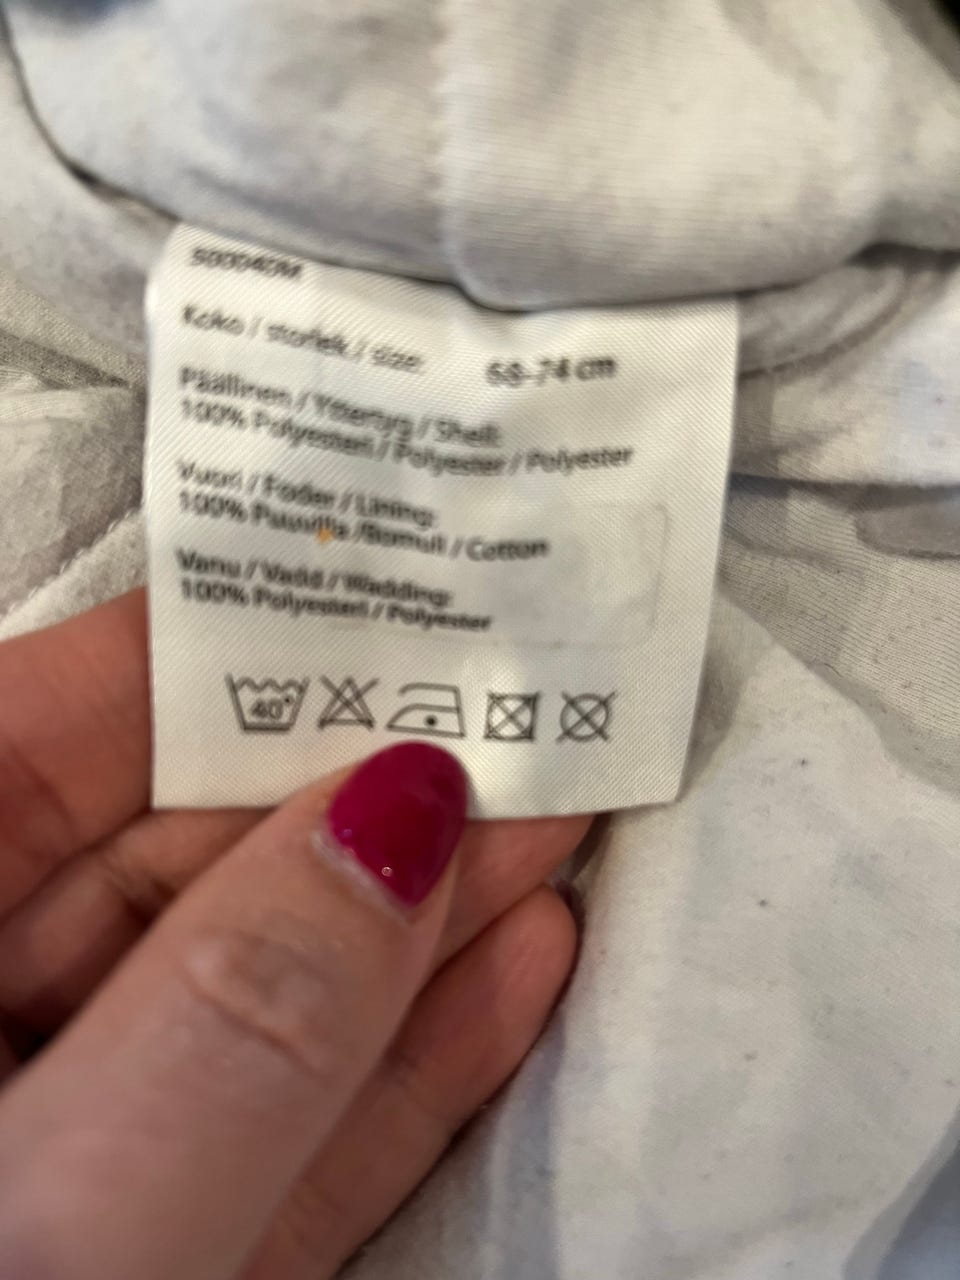 S00040M
Koko / storlek / size: 68-74 cm
Päällinen / Yttertyg / Shell:
100% Polyesteri / Polyester / Polyester
Vuori / Foder / Lining:
100% Puuvilla /Bomull / Cotton
Vanu / Vadd / Wadding:
100% Polyesteri / Polyester
40°